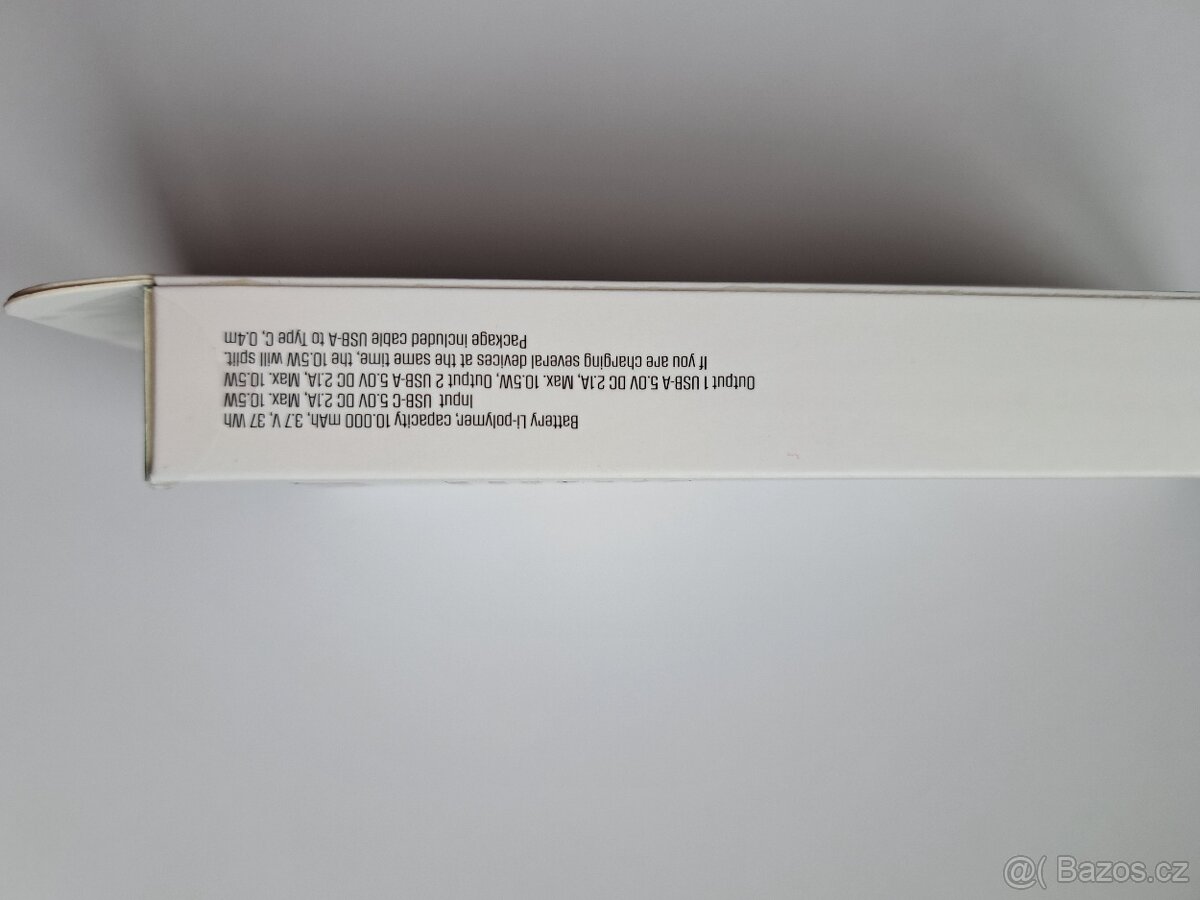 Battery Li-polymer, capacity 10.000 mAh, 3.7 V, 37 Wh
Input USB-C 5.0V DC 2.1A, Max. 10.5W
Output 1 USB-A 5.0V DC 2.1A, Max. 10.5W, Output 2 USB-A 5.0V DC 2.1A, Max. 10.5W
If you are charging several devices at the same time, the 10.5W will split.
Package included cable USB-A to Type C, 0.4m
@( Bazos.cz